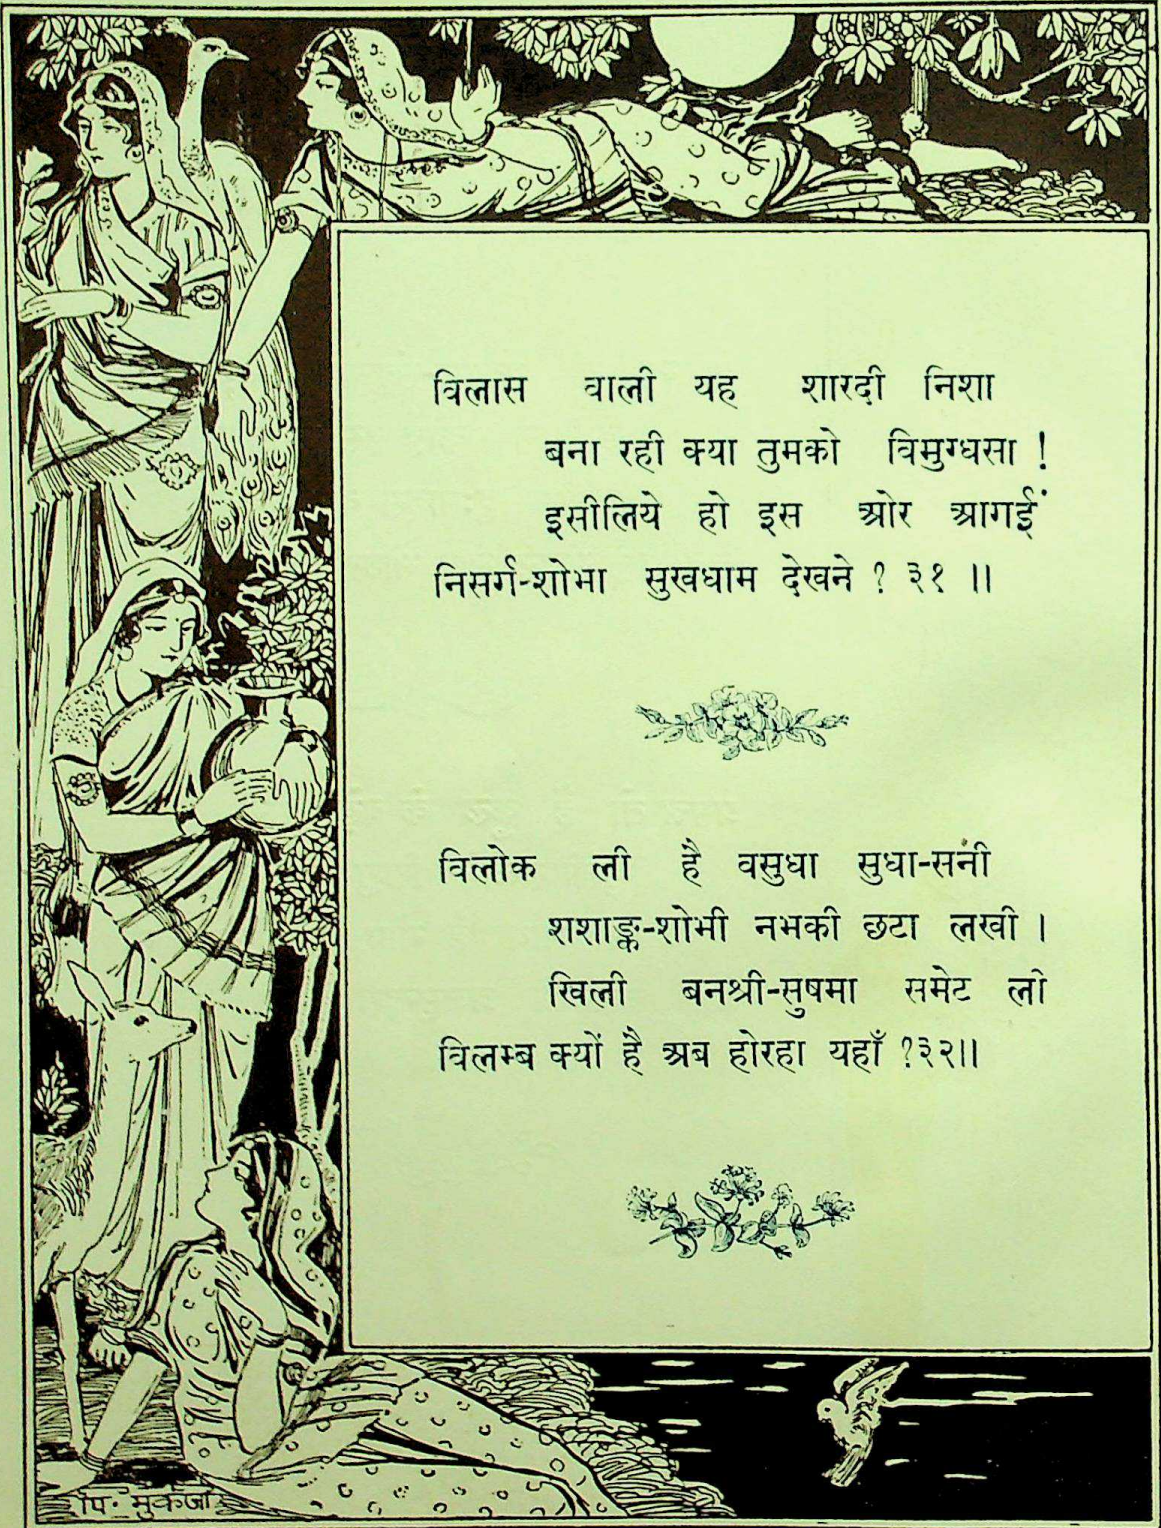 विलास वाली यह शारदी निशा
बना रही क्या तुमको विमुग्धसा !
इसीलिये हो इस ओर आगईं
निसर्ग-शोभा सुखधाम देखने ? ३१ ॥
विलोक ली है वसुधा सुधा-सनी
शशाङ्क-शोभी नभकी छटा लखी ।
खिली बनश्री-सुषमा समेट लो
विलम्ब क्यों है अब होरहा यहाँ ?३२॥
पि. मुकर्जी